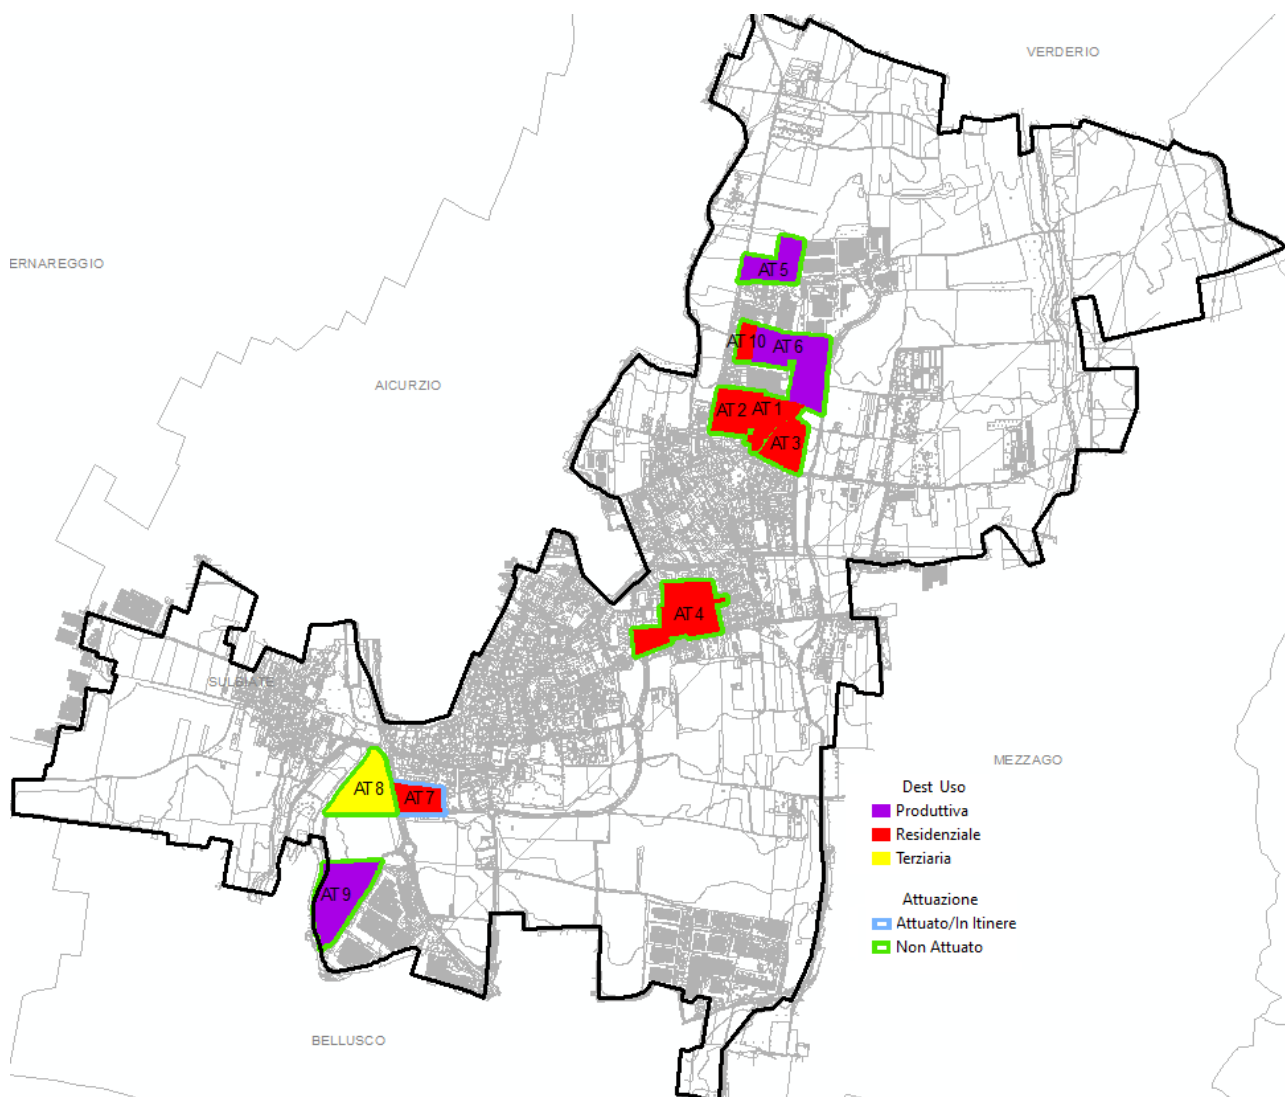 VERDERIO
ERNAREGGIO
AT 5
AT 10
AT 6
AICURZIO
AT 2
AT 1
AT 3
AT 4
SULBIATE
MEZZAGO
AT 8
AT 7
Dest Uso
Produttiva
Residenziale
Terziaria
AT 9
Attuazione
Attuato/In Itinere
Non Attuato
BELLUSCO